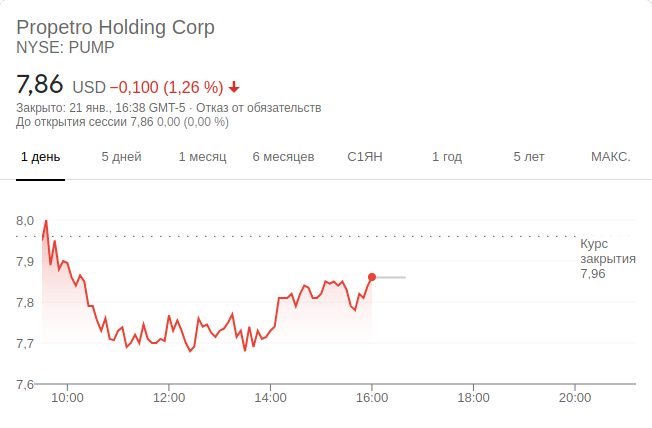 Propetro Holding Corp
NYSE: PUMP
7,86 USD −0,100 (1,26 %)
Закрыто: 21 янв., 16:38 GMT-5 · Отказ от обязательств
До открытия сессии 7,86 0,00 (0,00 %)
1 день 5 дней 1 месяц 6 месяцев С1ЯН 1 год 5 лет МАКС.
8,0
7,9
7,8
7,7
7,6
Курс
закрытия
7,96
10:00 12:00 14:00 16:00 18:00 20:00